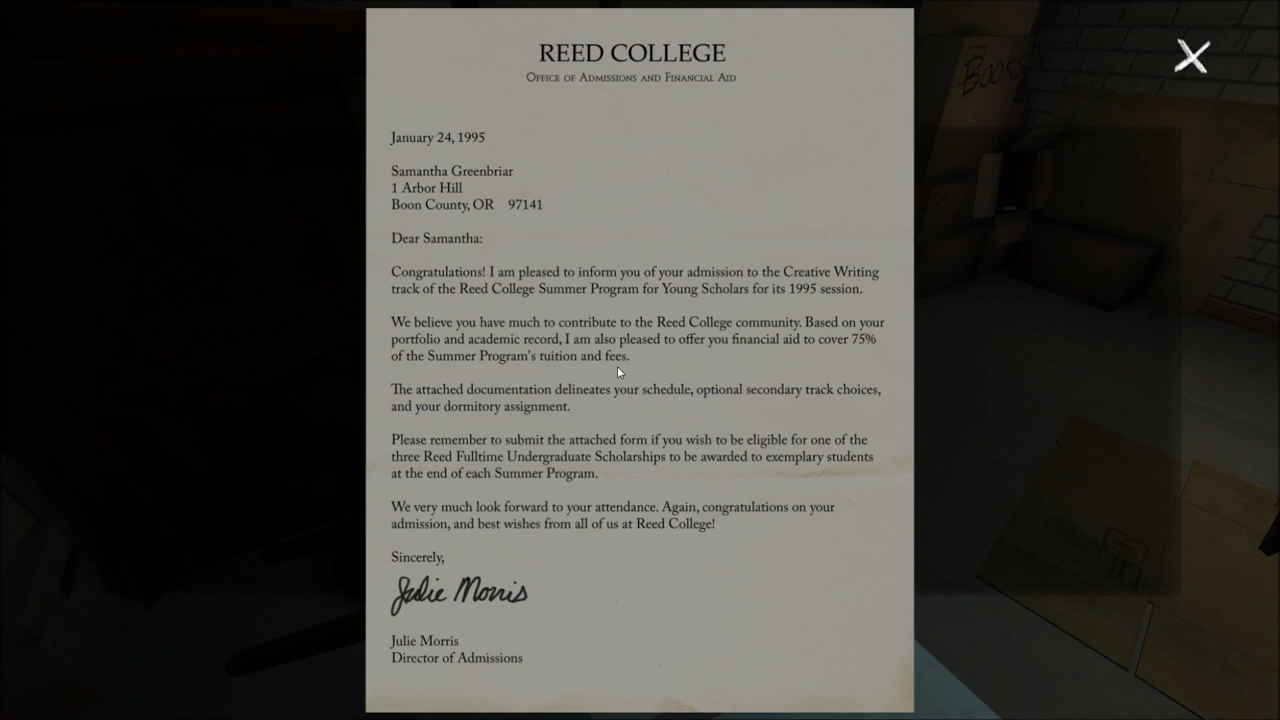 REED COLLEGE
OFFICE OF ADMISSIONS AND FINANCIAL AID
BOOKS
January 24, 1995
Samantha Greenbriar
1 Arbor Hill
Boon County, OR 97141
Dear Samantha:
Congratulations! I am pleased to inform you of your admission to the Creative Writing
track of the Reed College Summer Program for Young Scholars for its 1995 session.
We believe you have much to contribute to the Reed College community. Based on your
portfolio and academic record, I am also pleased to offer you financial aid to cover 75%
of the Summer Program's tuition and fees.
The attached documentation delineates your schedule, optional secondary track choices,
and your dormitory assignment.
Please remember to submit the attached form if you wish to be eligible for one of the
three Reed Fulltime Undergraduate Scholarships to be awarded to exemplary students
at the end of each Summer Program.
We very much look forward to your attendance. Again, congratulations on your
admission, and best wishes from all of us at Reed College!
Sincerely,
Julie Morris
Julie Morris
Director of Admissions